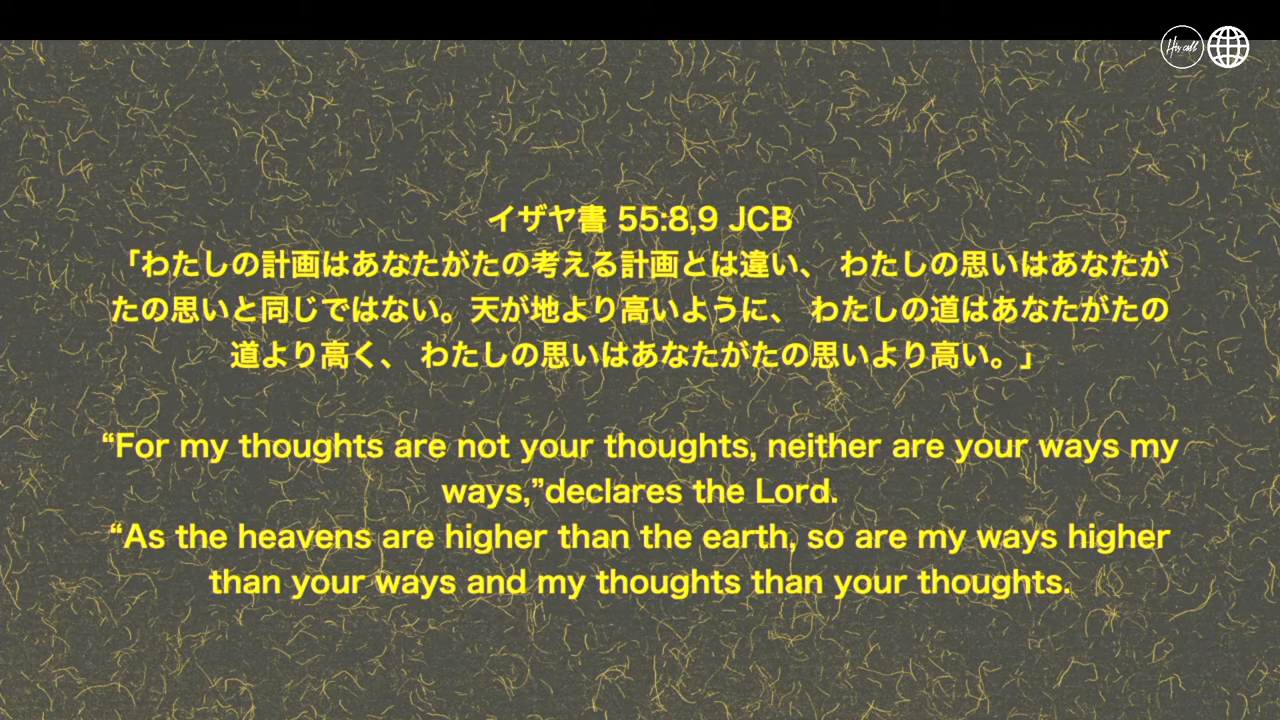 His call
イザヤ書 55:8,9 JCB
「わたしの計画はあなたがたの考える計画とは違い、 わたしの思いはあなたが
たの思いと同じではない。天が地より高いように、 わたしの道はあなたがたの
道より高く、 わたしの思いはあなたがたの思いより高い。」
“For my thoughts are not your thoughts, neither are your ways my
ways,”declares the Lord.
“As the heavens are higher than the earth, so are my ways higher
than your ways and my thoughts than your thoughts.